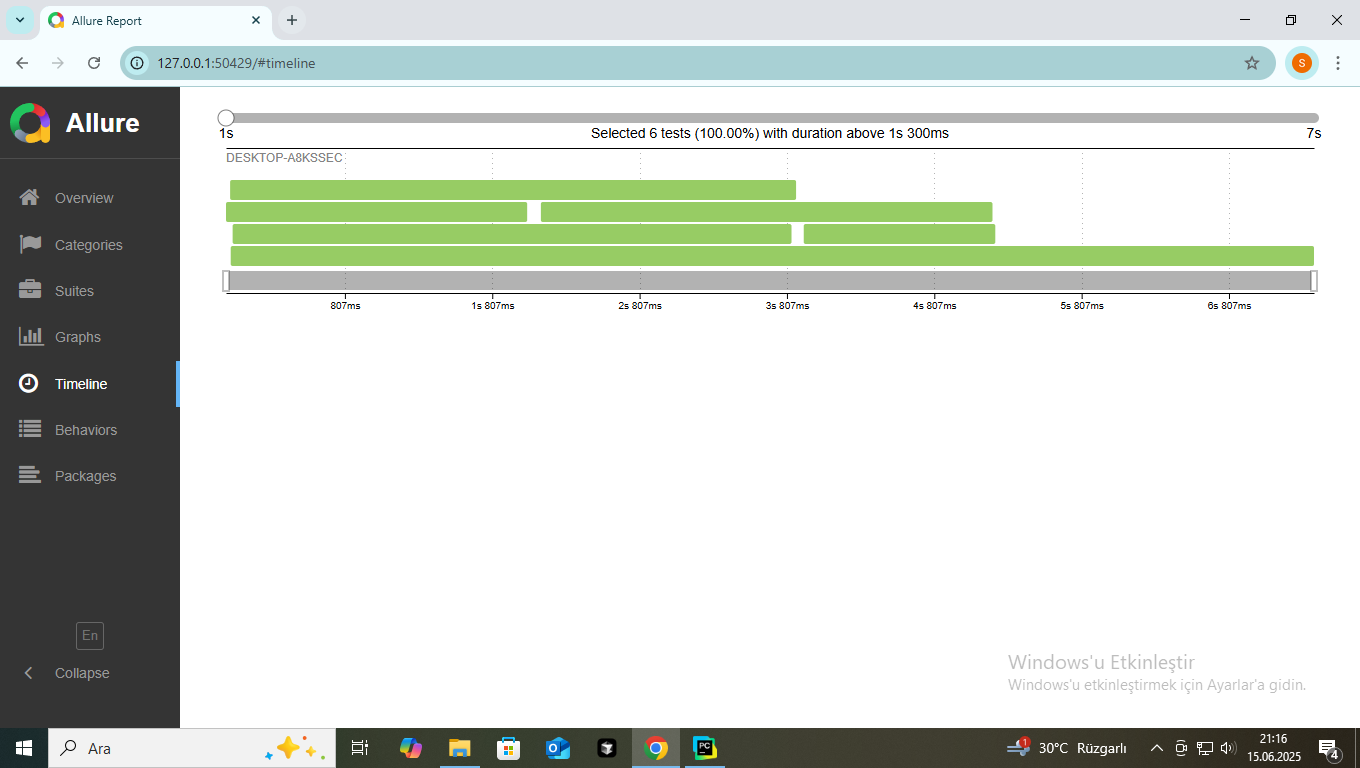 Allure Report
127.0.0.1:50429/#timeline
S
Allure
Overview
Categories
Suites
Graphs
Timeline
Behaviors
Packages
En
Collapse
1s
Selected 6 tests (100.00%) with duration above 1s 300ms
7s
DESKTOP-A8KSSEC
807ms 1s 807ms 2s 807ms 3s 807ms 4s 807ms 5s 807ms 6s 807ms
Windows'u Etkinleştir
Windows'u etkinleştirmek için Ayarlar'a gidin.
Ara
PC
1
30°C Rüzgarlı
21:16
15.06.2025
4